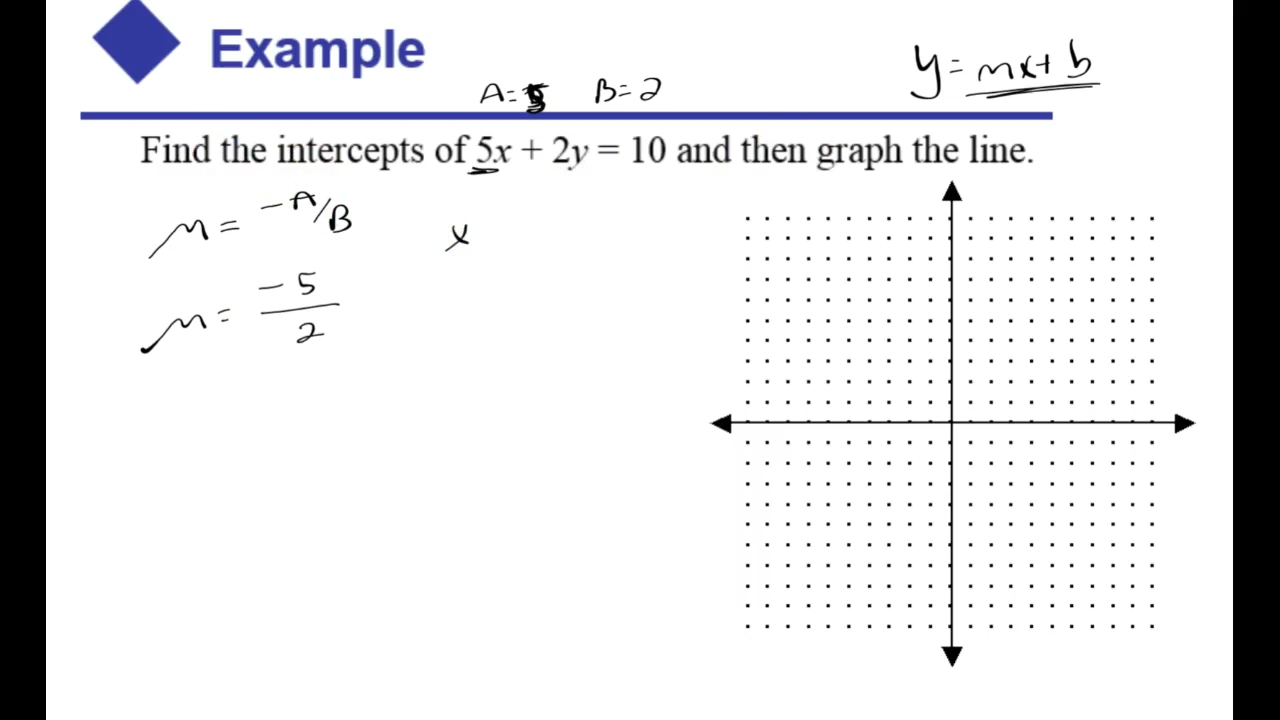 Example
y = mx + b
A = 5 B = 2
Find the intercepts of 5x + 2y = 10 and then graph the line.
m = -A/B
x
m = -5/2